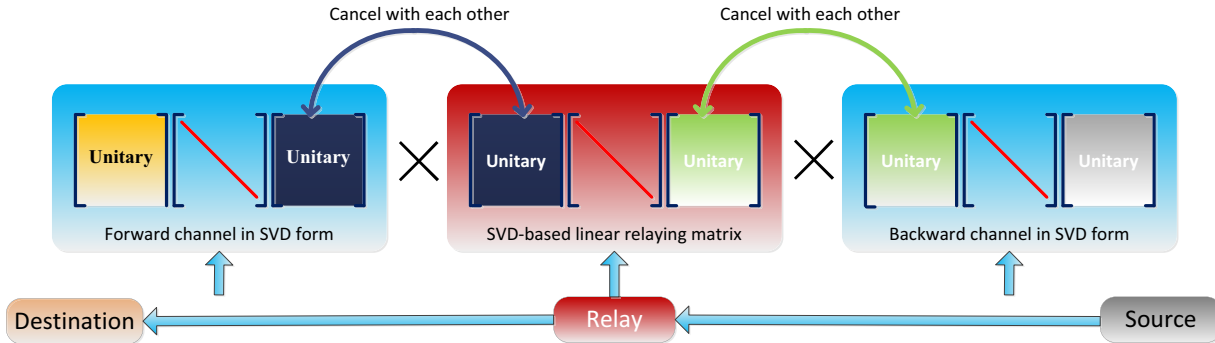 Cancel with each other
Cancel with each other
Unitary
Unitary
Unitary
Unitary
Unitary
Unitary
Forward channel in SVD form
SVD-based linear relaying matrix
Backward channel in SVD form
Destination
Relay
Source